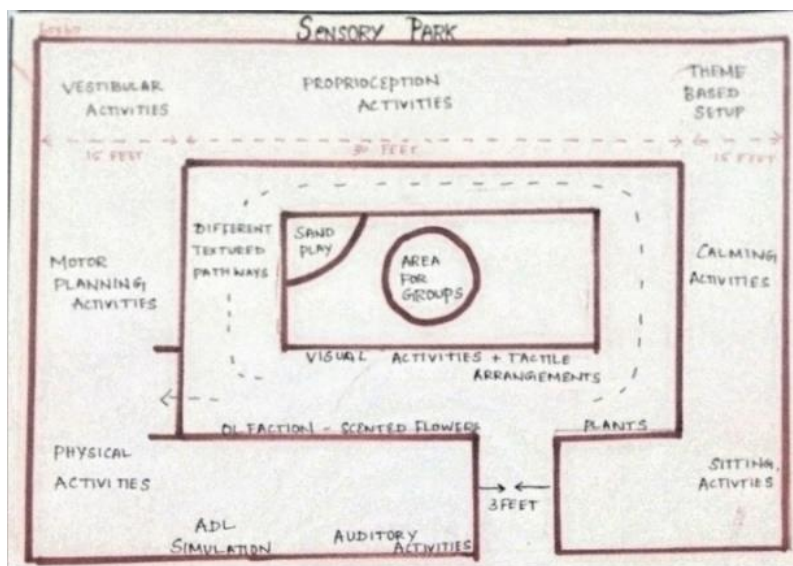 SENSORY PARK
60x60
VESTIBULAR
ACTIVITIES
PROPRIOCEPTION
ACTIVITIES
THEME
BASED
SETUP
15 FEET
30 FEET
15 FEET
DIFFERENT
TEXTURED
PATHWAYS
SAND
PLAY
AREA
FOR
GROUPS
MOTOR
PLANNING
ACTIVITIES
CALMING
ACTIVITIES
VISUAL ACTIVITIES + TACTILE
ARRANGEMENTS
OLFACTION - SCENTED FLOWERS
PLANTS
PHYSICAL
ACTIVITIES
3 FEET
SITTING
ACTIVTIES
ADL
SIMULATION
AUDITORY
ACTIVITIES